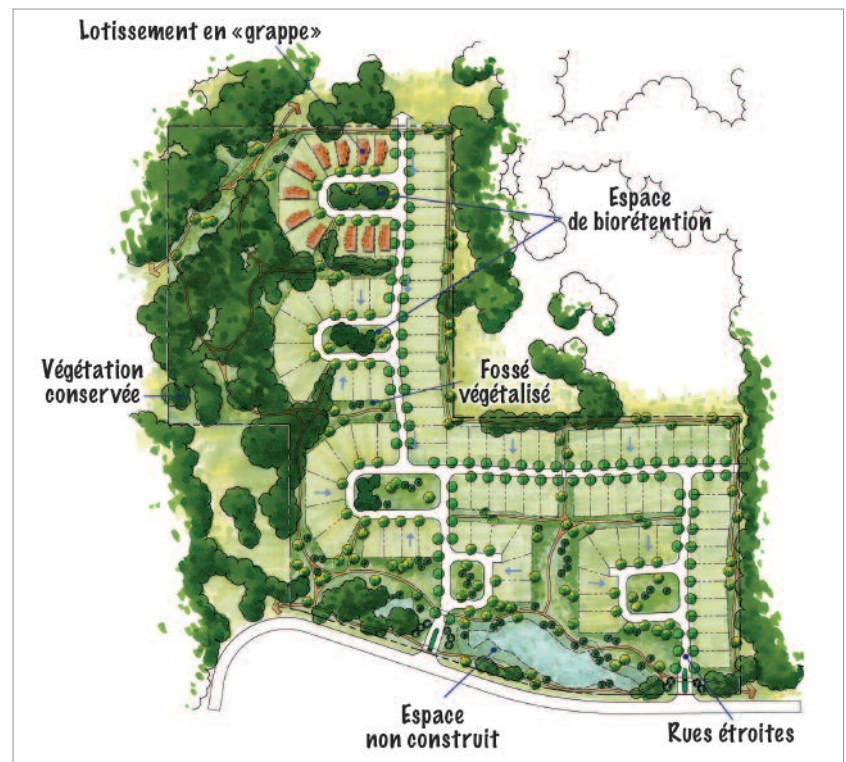 Lotissement en «grappe»
Espace
de biorétention
Végétation
conservée
Fossé
végétalisé
Espace
non construit
Rues étroites